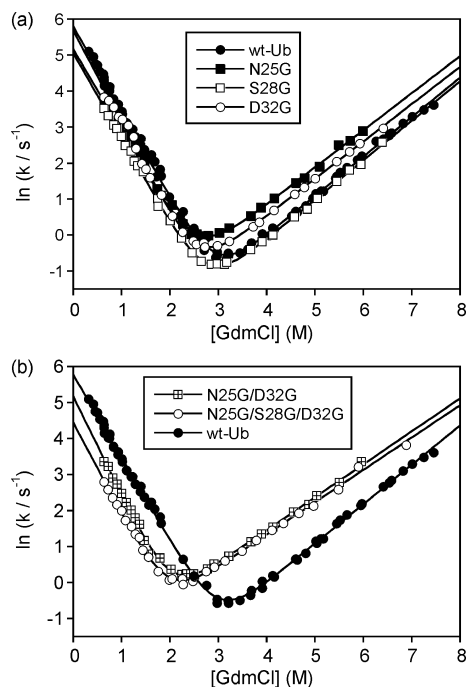 (a)
6
5
4
3
2
1
0
-1
ln (k / s⁻¹)
wt-Ub
N25G
S28G
D32G
0 1 2 3 4 5 6 7 8
[GdmCl] (M)
(b)
6
5
4
3
2
1
0
-1
ln (k / s⁻¹)
N25G/D32G
N25G/S28G/D32G
wt-Ub
0 1 2 3 4 5 6 7 8
[GdmCl] (M)